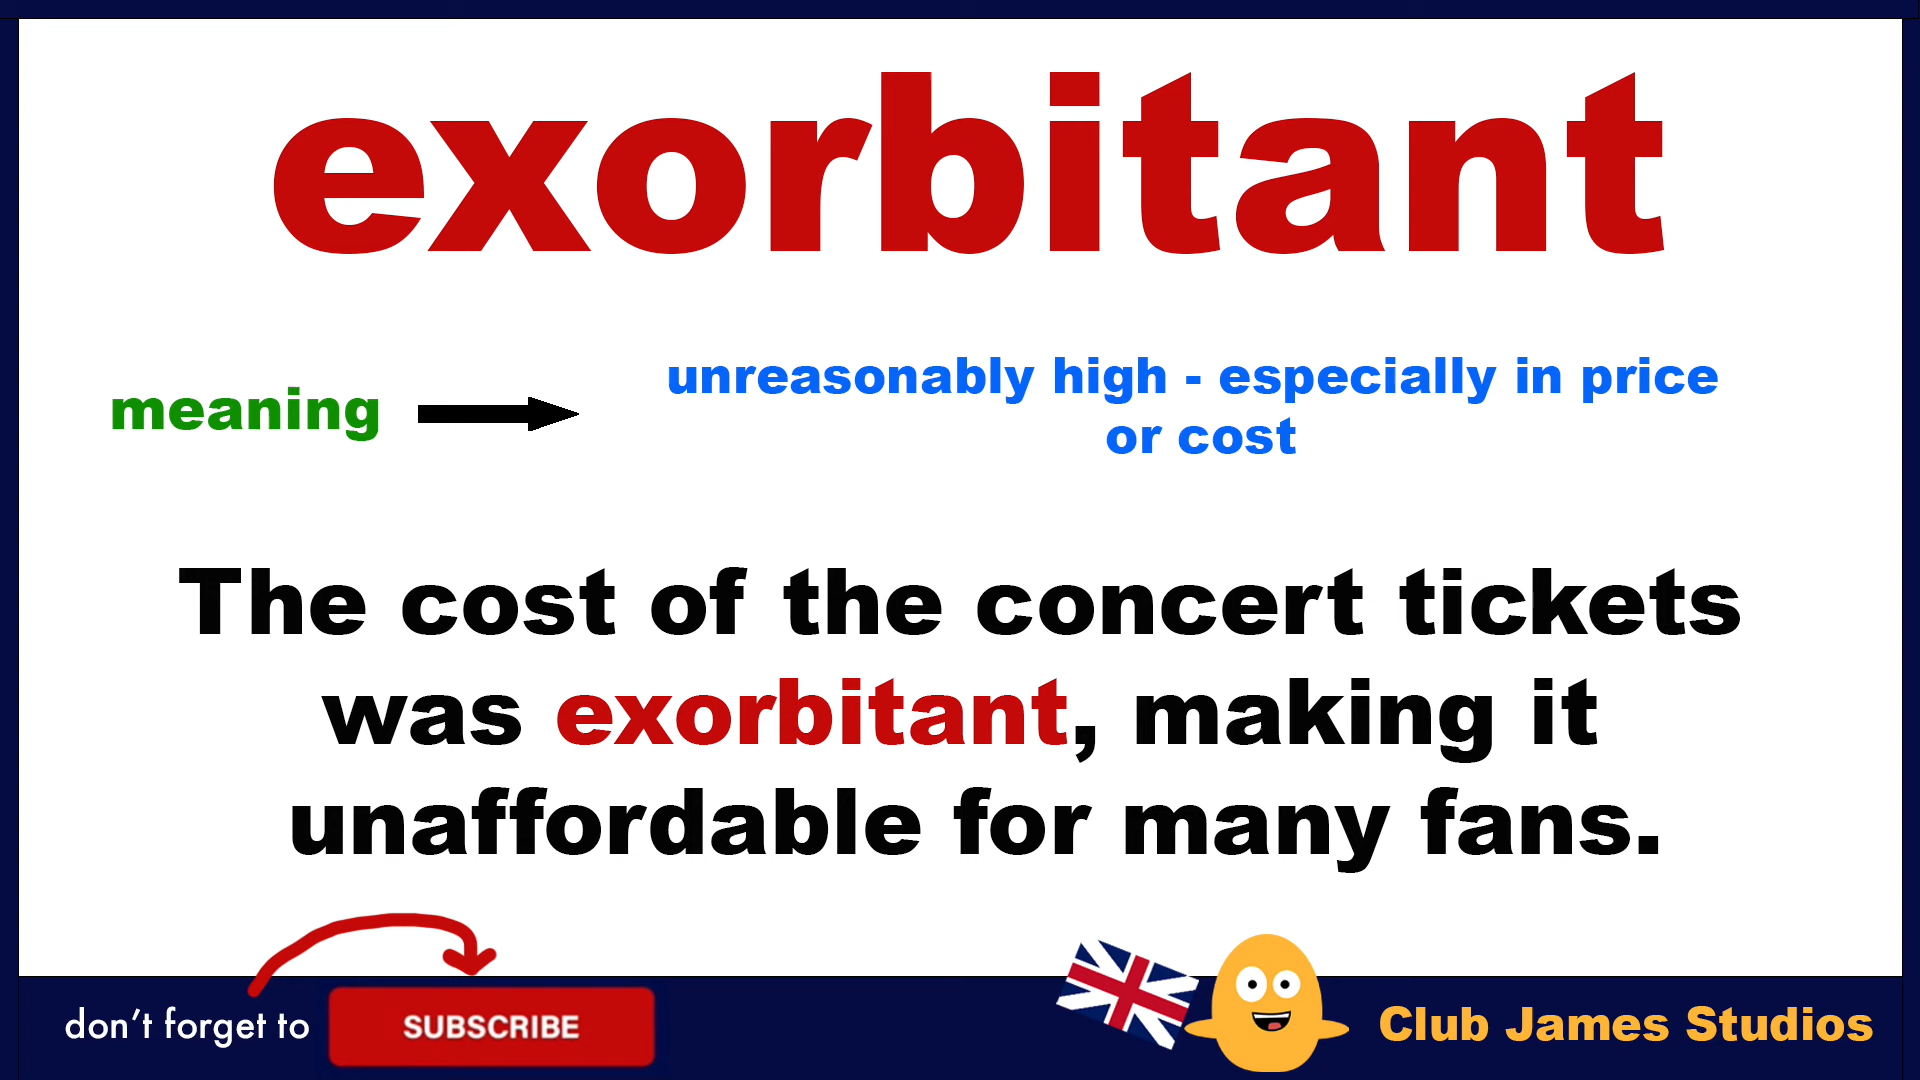 exorbitant
meaning
unreasonably high - especially in price
or cost
The cost of the concert tickets
was exorbitant, making it
unaffordable for many fans.
don't forget to
SUBSCRIBE
Club James Studios